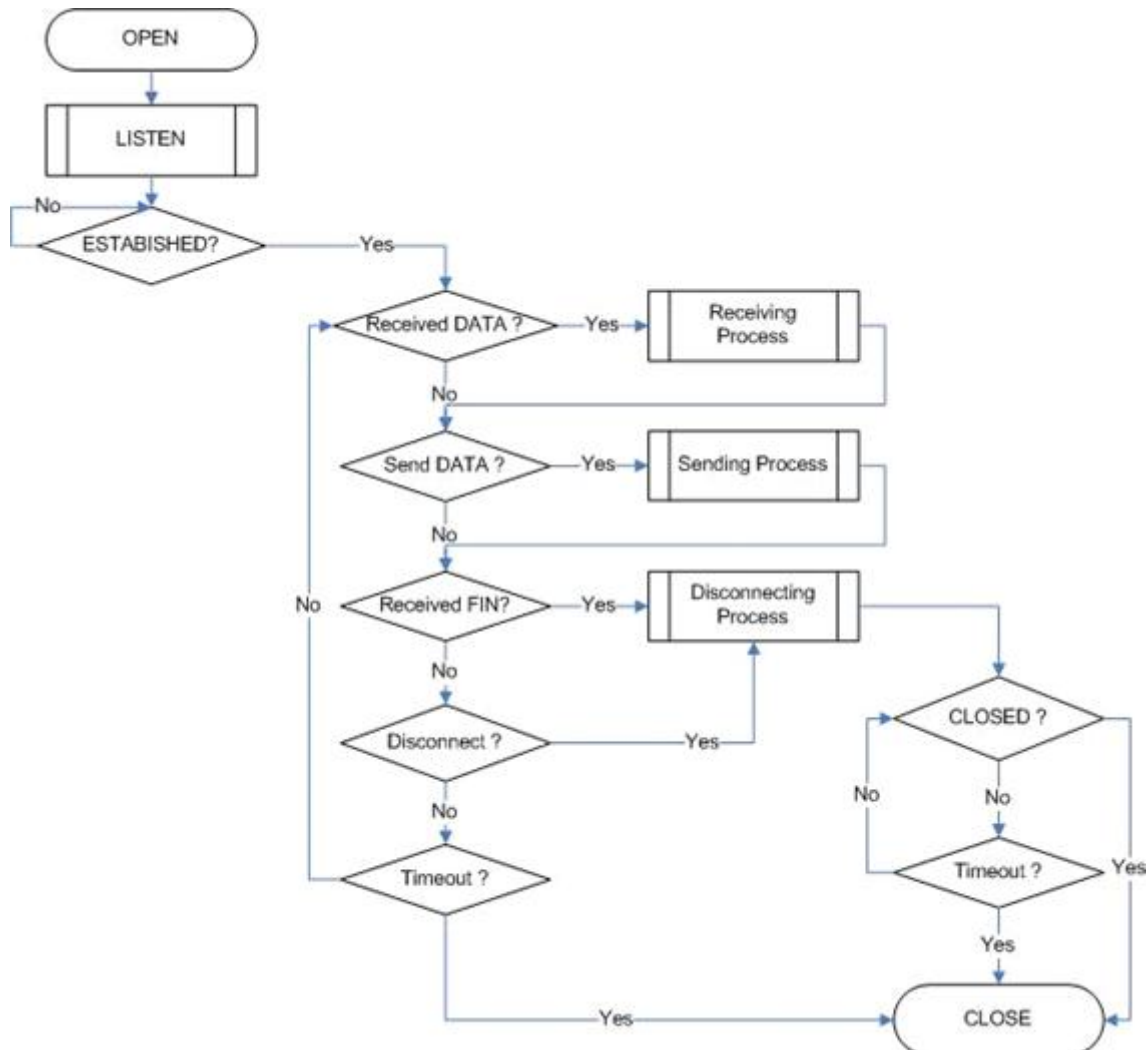 OPEN
LISTEN
No
ESTABISHED?
Yes
Received DATA ?
Yes
Receiving
Process
No
Send DATA ?
Yes
Sending Process
No
Received FIN?
Yes
Disconnecting
Process
No
No
Disconnect ?
Yes
CLOSED ?
No
No
No
Timeout ?
Timeout ?
Yes
Yes
Yes
CLOSE